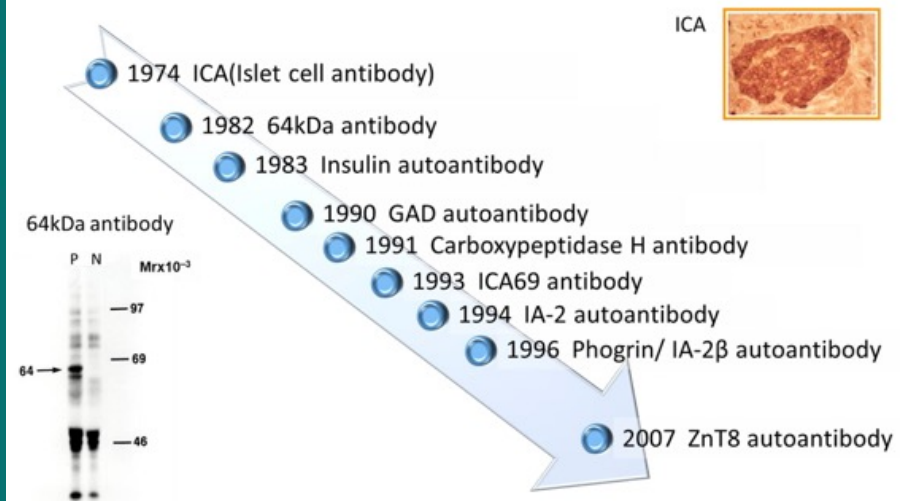 ICA
1974 ICA(Islet cell antibody)
1982 64kDa antibody
1983 Insulin autoantibody
1990 GAD autoantibody
1991 Carboxypeptidase H antibody
1993 ICA69 antibody
1994 IA-2 autoantibody
1996 Phogrin/ IA-2β autoantibody
2007 ZnT8 autoantibody
64kDa antibody
P N
Mrx10⁻³
97
69
64
46